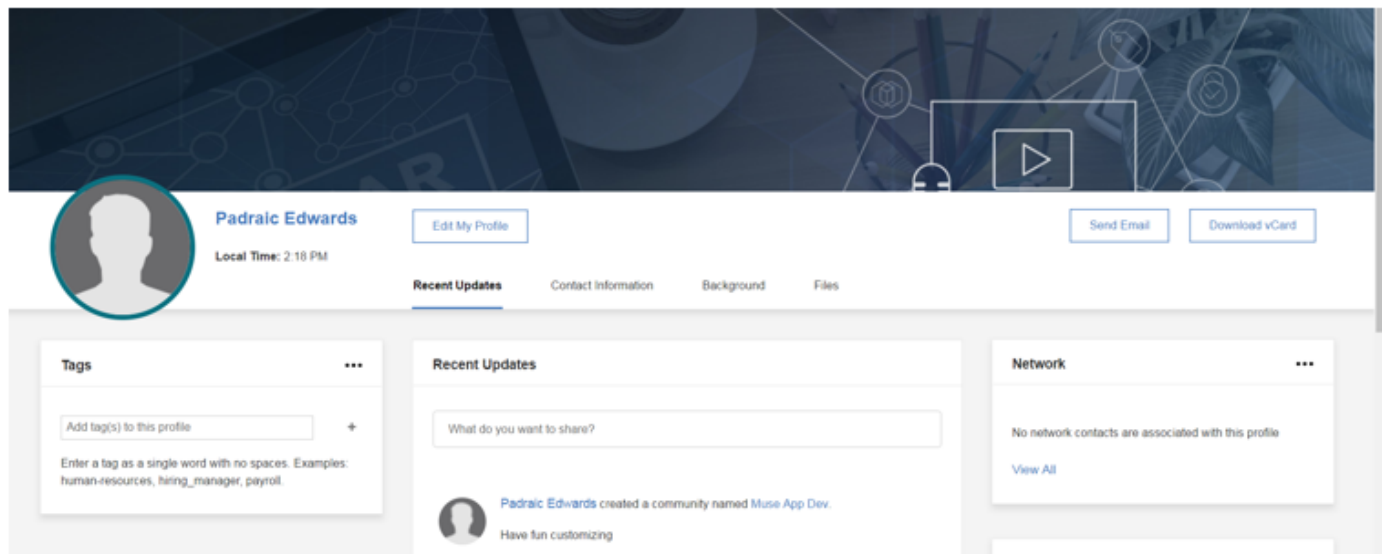 AR
Padraic Edwards
Edit My Profile
Send Email
Download vCard
Local Time: 2:18 PM
Recent Updates
Contact Information
Background
Files
Tags
Add tag(s) to this profile
+
Enter a tag as a single word with no spaces. Examples:
human-resources, hiring_manager, payroll.
Recent Updates
What do you want to share?
Padraic Edwards created a community named Muse App Dev.
Have fun customizing
Network
No network contacts are associated with this profile
View All